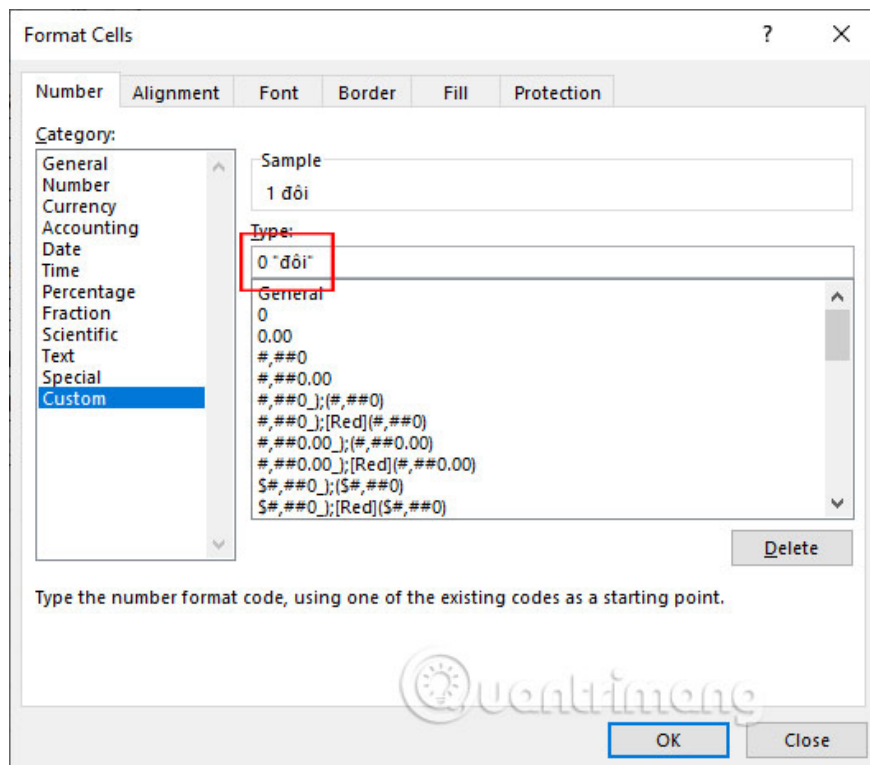 Format Cells
?
Number Alignment Font Border Fill Protection
Category:
General
Number
Currency
Accounting
Date
Time
Percentage
Fraction
Scientific
Text
Special
Custom
Sample
1 đôi
Type:
0 "đôi"
General
0
0.00
#,##0
#,##0.00
#,##0_);(#,##0)
#,##0_);[Red](#,##0)
#,##0.00_);(#,##0.00)
#,##0.00_);[Red](#,##0.00)
$#,##0_);($#,##0)
$#,##0_);[Red]($#,##0)
Delete
Type the number format code, using one of the existing codes as a starting point.
Quantrimang
OK Close